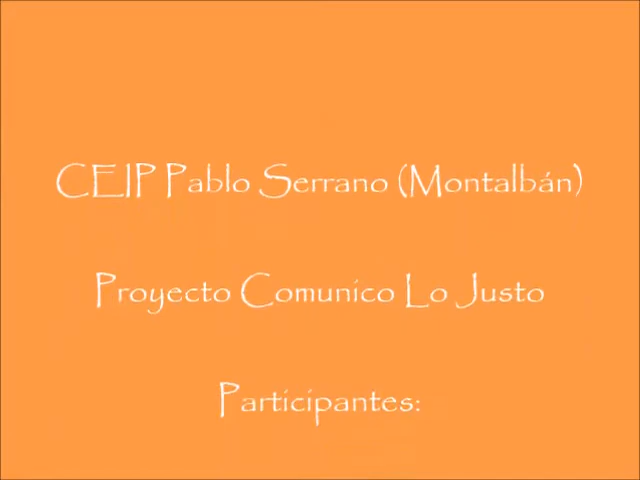 CEIP Pablo Serrano (Montalbán)
Proyecto Comunico Lo Justo
Participantes: